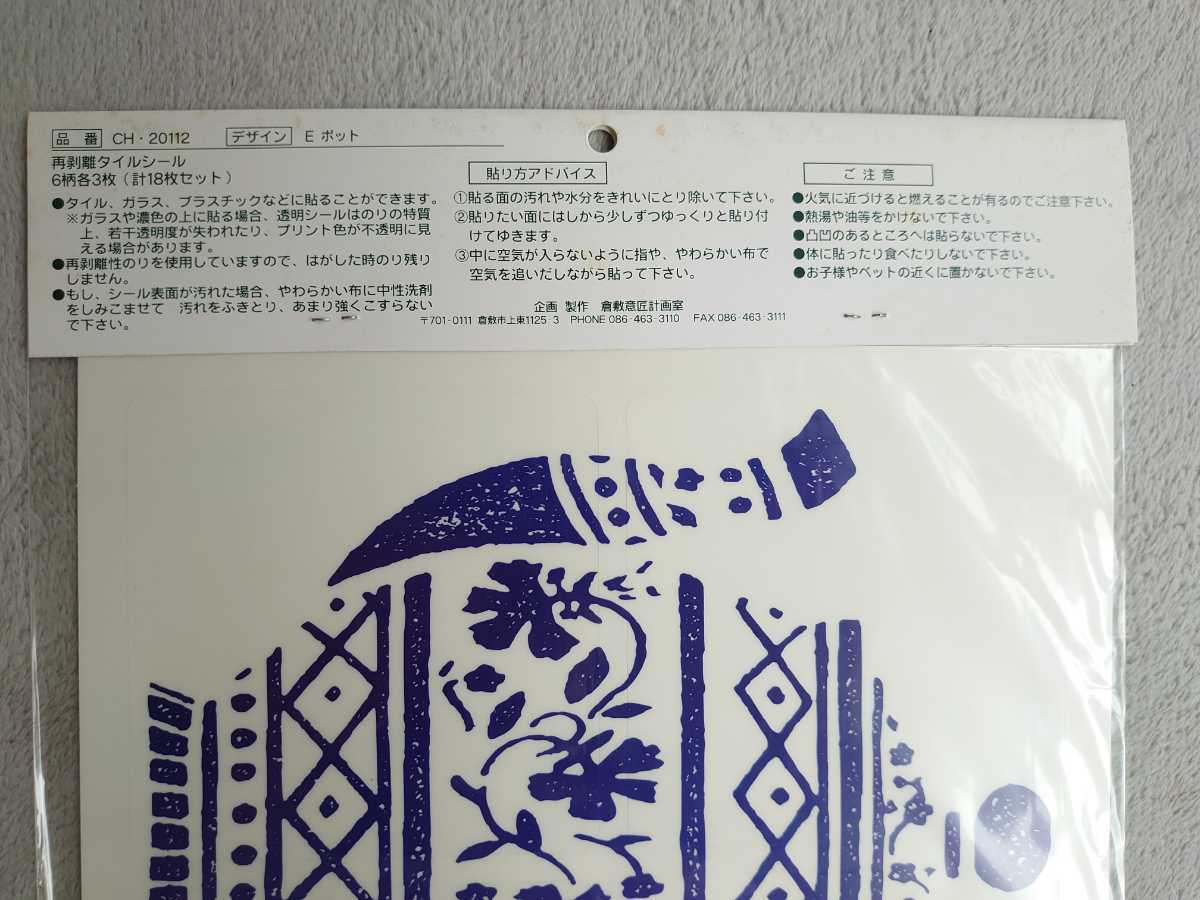 品番 CH・20112 デザイン E ポット
再剥離タイルシール
6柄各3枚(計18枚セット)
●タイル、ガラス、プラスチックなどに貼ることができます。
※ガラスや濃色の上に貼る場合、透明シールはのりの特質
上、若干透明度が失われたり、プリント色が不透明に見
える場合があります。
●再剥離性のりを使用していますので、はがした時のり残り
しません。
●もし、シール表面が汚れた場合、やわらかい布に中性洗剤
をしみこませて 汚れをふきとり、あまり強くこすらない
で下さい。
貼り方アドバイス
①貼る面の汚れや水分をきれいにとり除いて下さい。
②貼りたい面にはしから少しずつゆっくりと貼り付
けてゆきます。
③中に空気が入らないように指や、やわらかい布で
空気を追いだしながら貼って下さい。
ご注意
●火気に近づけると燃えることが有るのでご注意下さい。
●熱湯や油等をかけないで下さい。
●凸凹のあるところへは貼らないで下さい。
●体に貼ったり食べたりしないで下さい。
●お子様やペットの近くに置かないで下さい。
企画 製作 倉敷意匠計画室
〒701-0111 倉敷市上東1125-3 PHONE 086-463-3110 FAX 086-463-3111